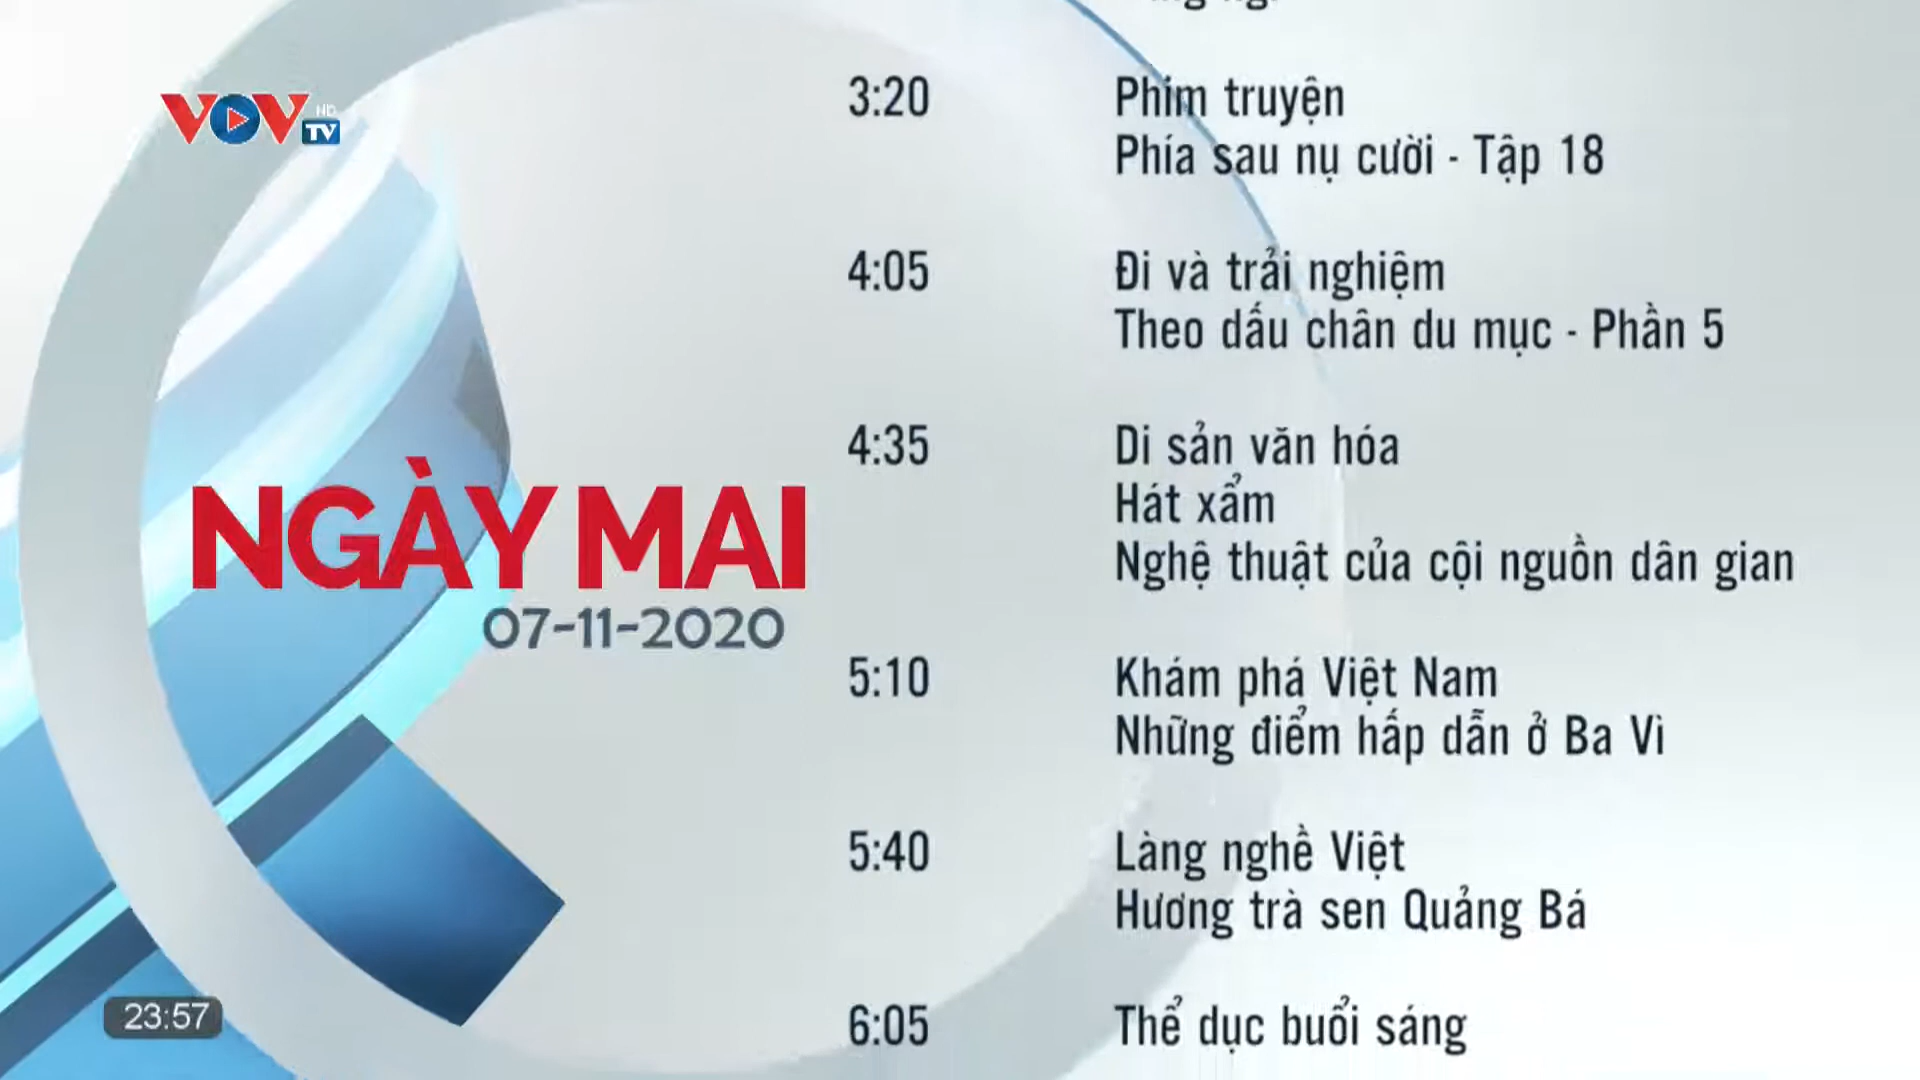 VOV HD
TV
3:20 Phim truyện
Phía sau nụ cười - Tập 18
4:05 Đi và trải nghiệm
Theo dấu chân du mục - Phần 5
4:35 Di sản văn hóa
Hát xẩm
Nghệ thuật của cội nguồn dân gian
NGÀY MAI
07-11-2020
5:10 Khám phá Việt Nam
Những điểm hấp dẫn ở Ba Vì
5:40 Làng nghề Việt
Hương trà sen Quảng Bá
23:57
6:05 Thể dục buổi sáng